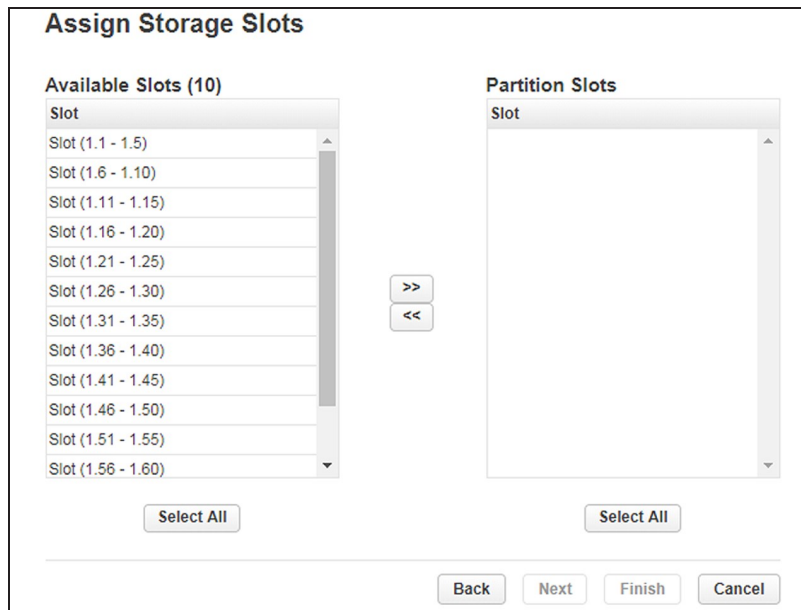 Assign Storage Slots
Available Slots (10)
Slot
Slot (1.1 - 1.5)
Slot (1.6 - 1.10)
Slot (1.11 - 1.15)
Slot (1.16 - 1.20)
Slot (1.21 - 1.25)
Slot (1.26 - 1.30)
Slot (1.31 - 1.35)
Slot (1.36 - 1.40)
Slot (1.41 - 1.45)
Slot (1.46 - 1.50)
Slot (1.51 - 1.55)
Slot (1.56 - 1.60)
Select All
>>
<<
Partition Slots
Slot
Select All
Back Next Finish Cancel